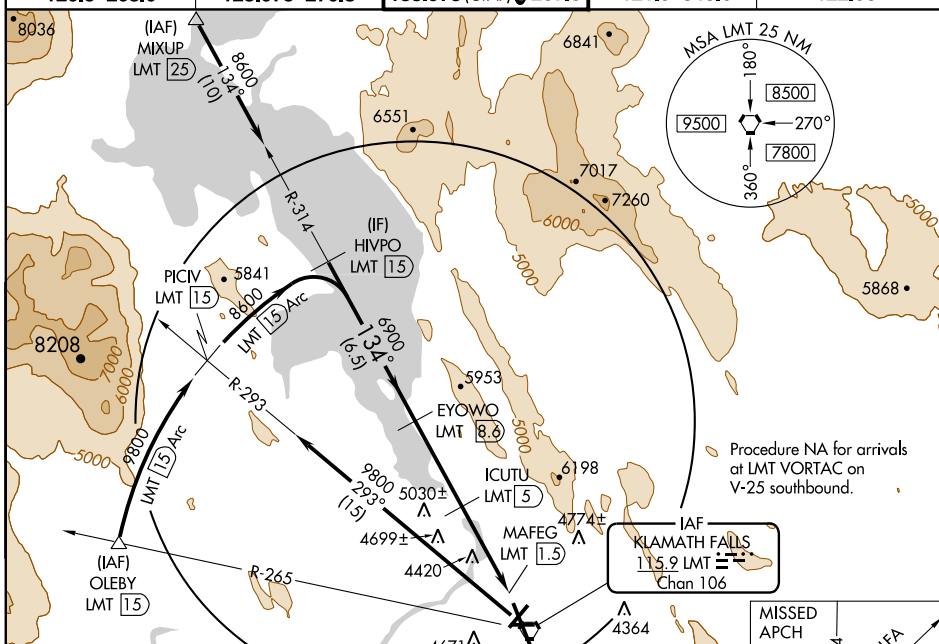 8036
(IAF)
MIXUP
LMT 25
8600
134°
(10)
6841
MSA LMT 25 NM
180°
8500
9500
270°
7800
360°
6551
7017
7260
6000
5000
5000
R-314
(IF)
HIVPO
LMT 15
PICIV
LMT 15
5841
8600
LMT 15 Arc
5868
8208
7000
6000
5000
R-293
6900
134°
(6.5)
5953
5000
EYOWO
LMT 8.6
9800
LMT 15 Arc
Procedure NA for arrivals
at LMT VORTAC on
V-25 southbound.
6198
9800
293°
(15)
5030±
ICUTU
LMT 5
4699±
4774±
4420
MAFEG
LMT 1.5
IAF
KLAMATH FALLS
115.9 LMT
Chan 106
(IAF)
OLEBY
LMT 15
R-265
4364
MISSED
APCH